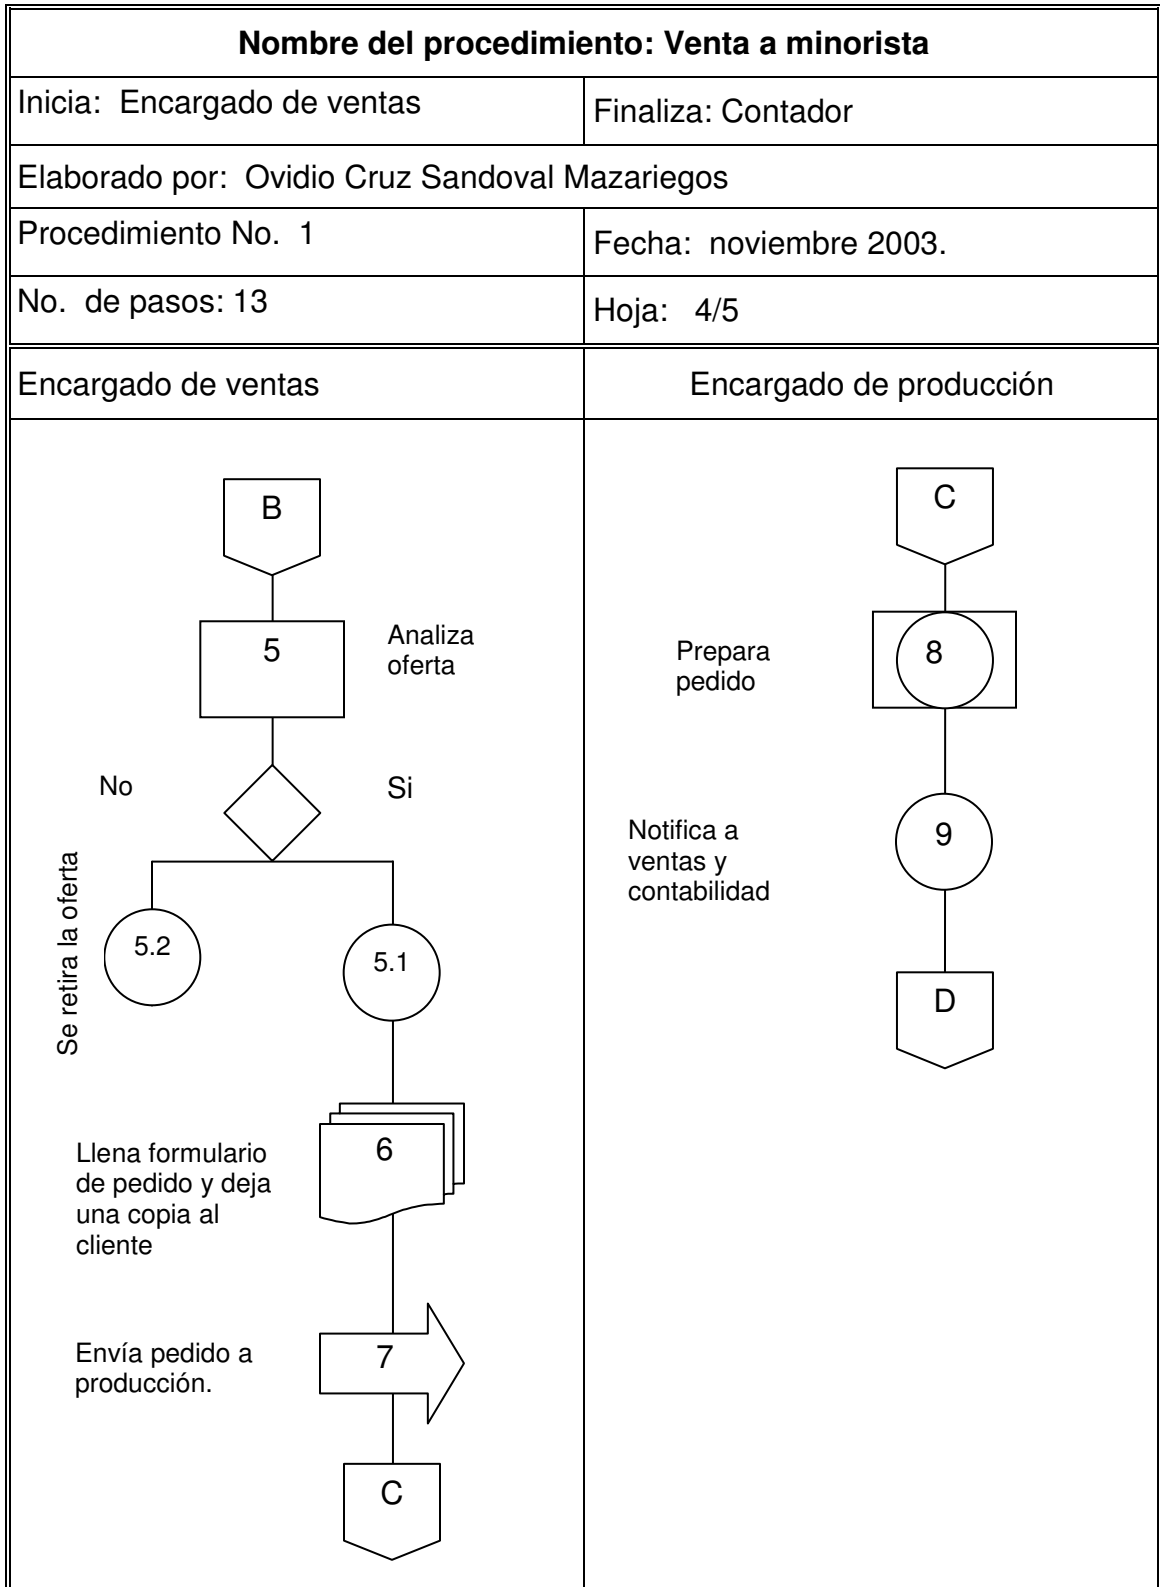 Nombre del procedimiento: Venta a minorista
Inicia: Encargado de ventas
Finaliza: Contador
Elaborado por: Ovidio Cruz Sandoval Mazariegos
Procedimiento No. 1
Fecha: noviembre 2003.
No. de pasos: 13
Hoja: 4/5
Encargado de ventas
Encargado de producción
B
5
Analiza
oferta
No
Si
Se retira la oferta
5.2
5.1
6
Llena formulario
de pedido y deja
una copia al
cliente
7
Envía pedido a
producción.
C
C
8
Prepara
pedido
9
Notifica a
ventas y
contabilidad
D